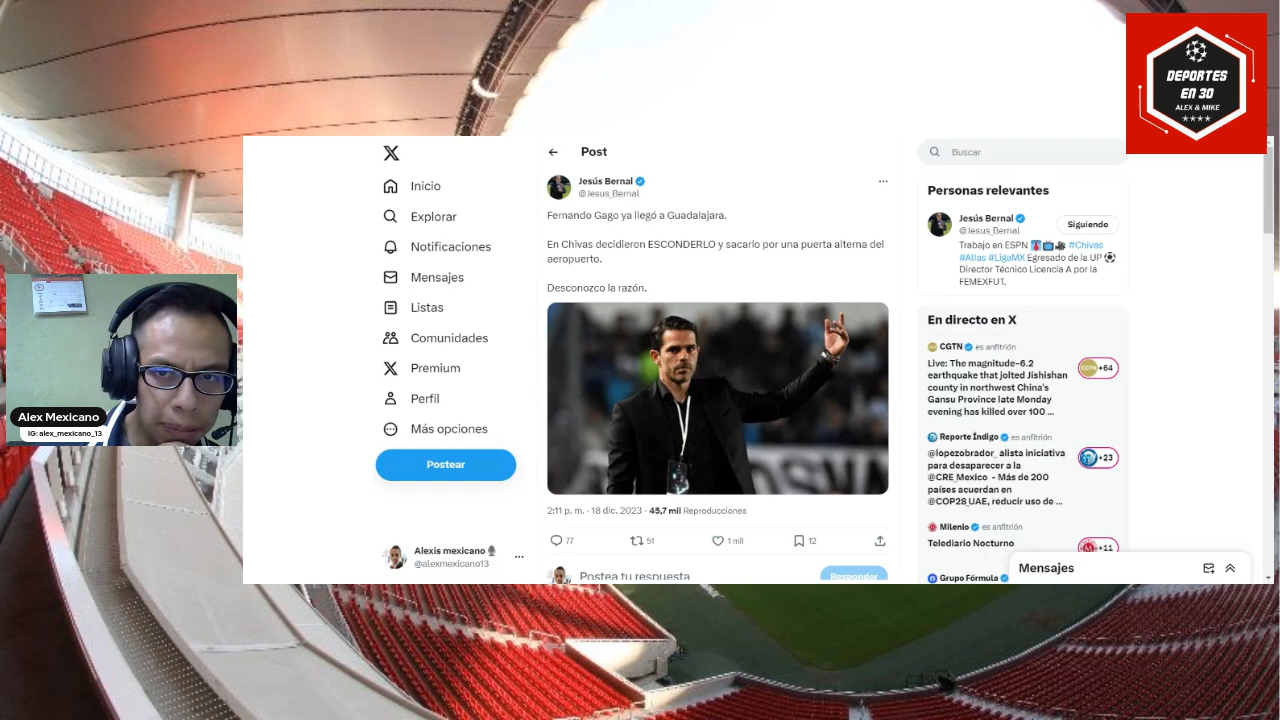 DEPORTES
EN 30
ALEX & MIKE
Alex Mexicano
IG: alex_mexicano_13
Inicio
Explorar
Notificaciones
Mensajes
Listas
Comunidades
Premium
Perfil
Más opciones
Postear
Alexis mexicano
@alexmexicano13
Post
Jesús Bernal
@Jesus_Bernal
Fernando Gago ya llegó a Guadalajara.
En Chivas decidieron ESCONDERLO y sacarlo por una puerta alterna del
aeropuerto.
Desconozco la razón.
2:11 p. m. · 18 dic. 2023 · 45,7 mil Reproducciones
77 51 1 mil 12
Postea tu respuesta
Responder
Buscar
Personas relevantes
Jesús Bernal
@Jesus_Bernal
Siguiendo
Trabajo en ESPN #Chivas
#Atlas #LigaMX Egresado de la UP
Director Técnico Licencia A por la
FEMEXFUT.
En directo en X
CGTN es anfitrión
Live: The magnitude-6.2
earthquake that jolted Jishishan
county in northwest China's
Gansu Province late Monday
evening has killed over 100 ...
+64
Reporte Índigo es anfitrión
@lopezobrador_ alista iniciativa
para desaparecer a la
@CRE_Mexico - Más de 200
países acuerdan en
@COP28_UAE, reducir uso de ...
+23
Milenio es anfitrión
Telediario Nocturno
+11
Grupo Fórmula
Mensajes